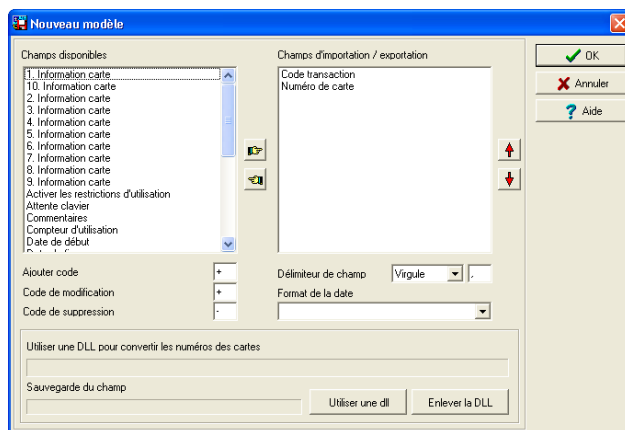 Nouveau modèle
Champs disponibles
1. Information carte
10. Information carte
2. Information carte
3. Information carte
4. Information carte
5. Information carte
6. Information carte
7. Information carte
8. Information carte
9. Information carte
Activer les restrictions d'utilisation
Attente clavier
Commentaires
Compteur d'utilisation
Date de début
Champs d'importation / exportation
Code transaction
Numéro de carte
OK
Annuler
Aide
Ajouter code +
Code de modification +
Code de suppression -
Délimiteur de champ Virgule ,
Format de la date
Utiliser une DLL pour convertir les numéros des cartes
Sauvegarde du champ
Utiliser une dll
Enlever la DLL